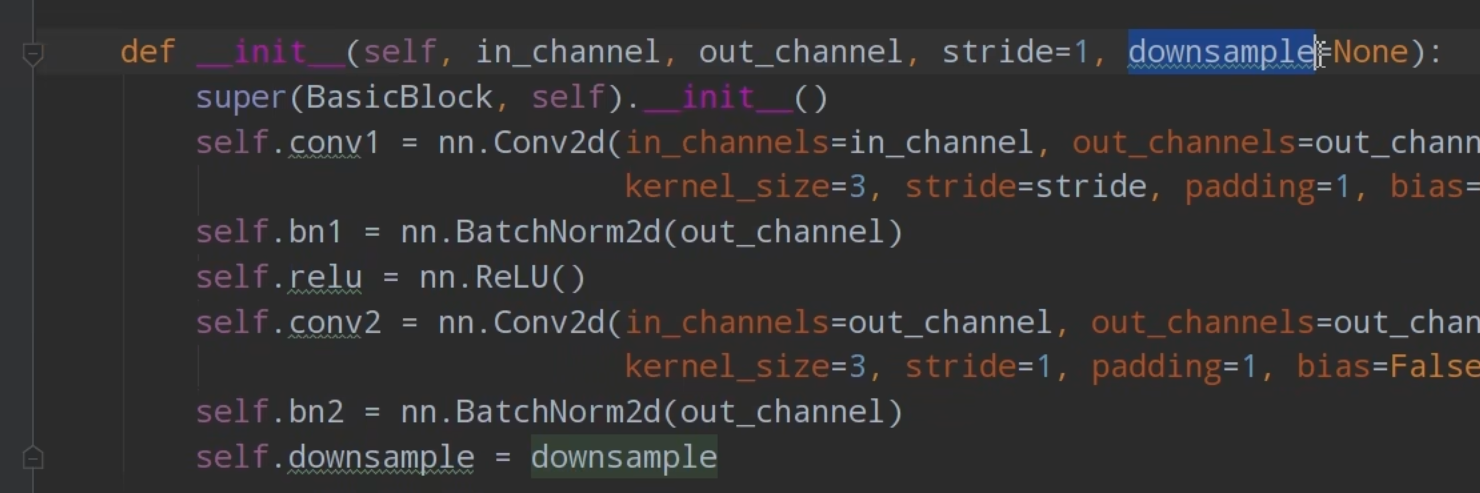 def __init__(self, in_channel, out_channel, stride=1, downsample=None):
super(BasicBlock, self).__init__()
self.conv1 = nn.Conv2d(in_channels=in_channel, out_channels=out_chann
kernel_size=3, stride=stride, padding=1, bias=
self.bn1 = nn.BatchNorm2d(out_channel)
self.relu = nn.ReLU()
self.conv2 = nn.Conv2d(in_channels=out_channel, out_channels=out_chan
kernel_size=3, stride=1, padding=1, bias=False
self.bn2 = nn.BatchNorm2d(out_channel)
self.downsample = downsample